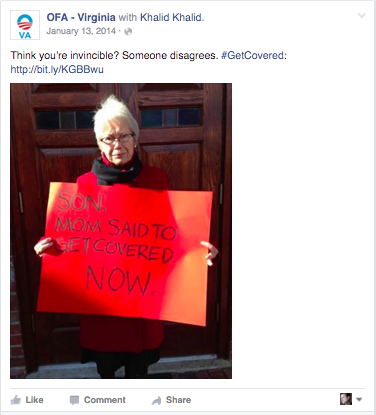 OFA - Virginia with Khalid Khalid.
January 13, 2014 ·
VA
Think you're invincible? Someone disagrees. #GetCovered:
http://bit.ly/KGBBwu
SON.
MOM SAID TO
GET COVERED.
NOW.
Like Comment Share